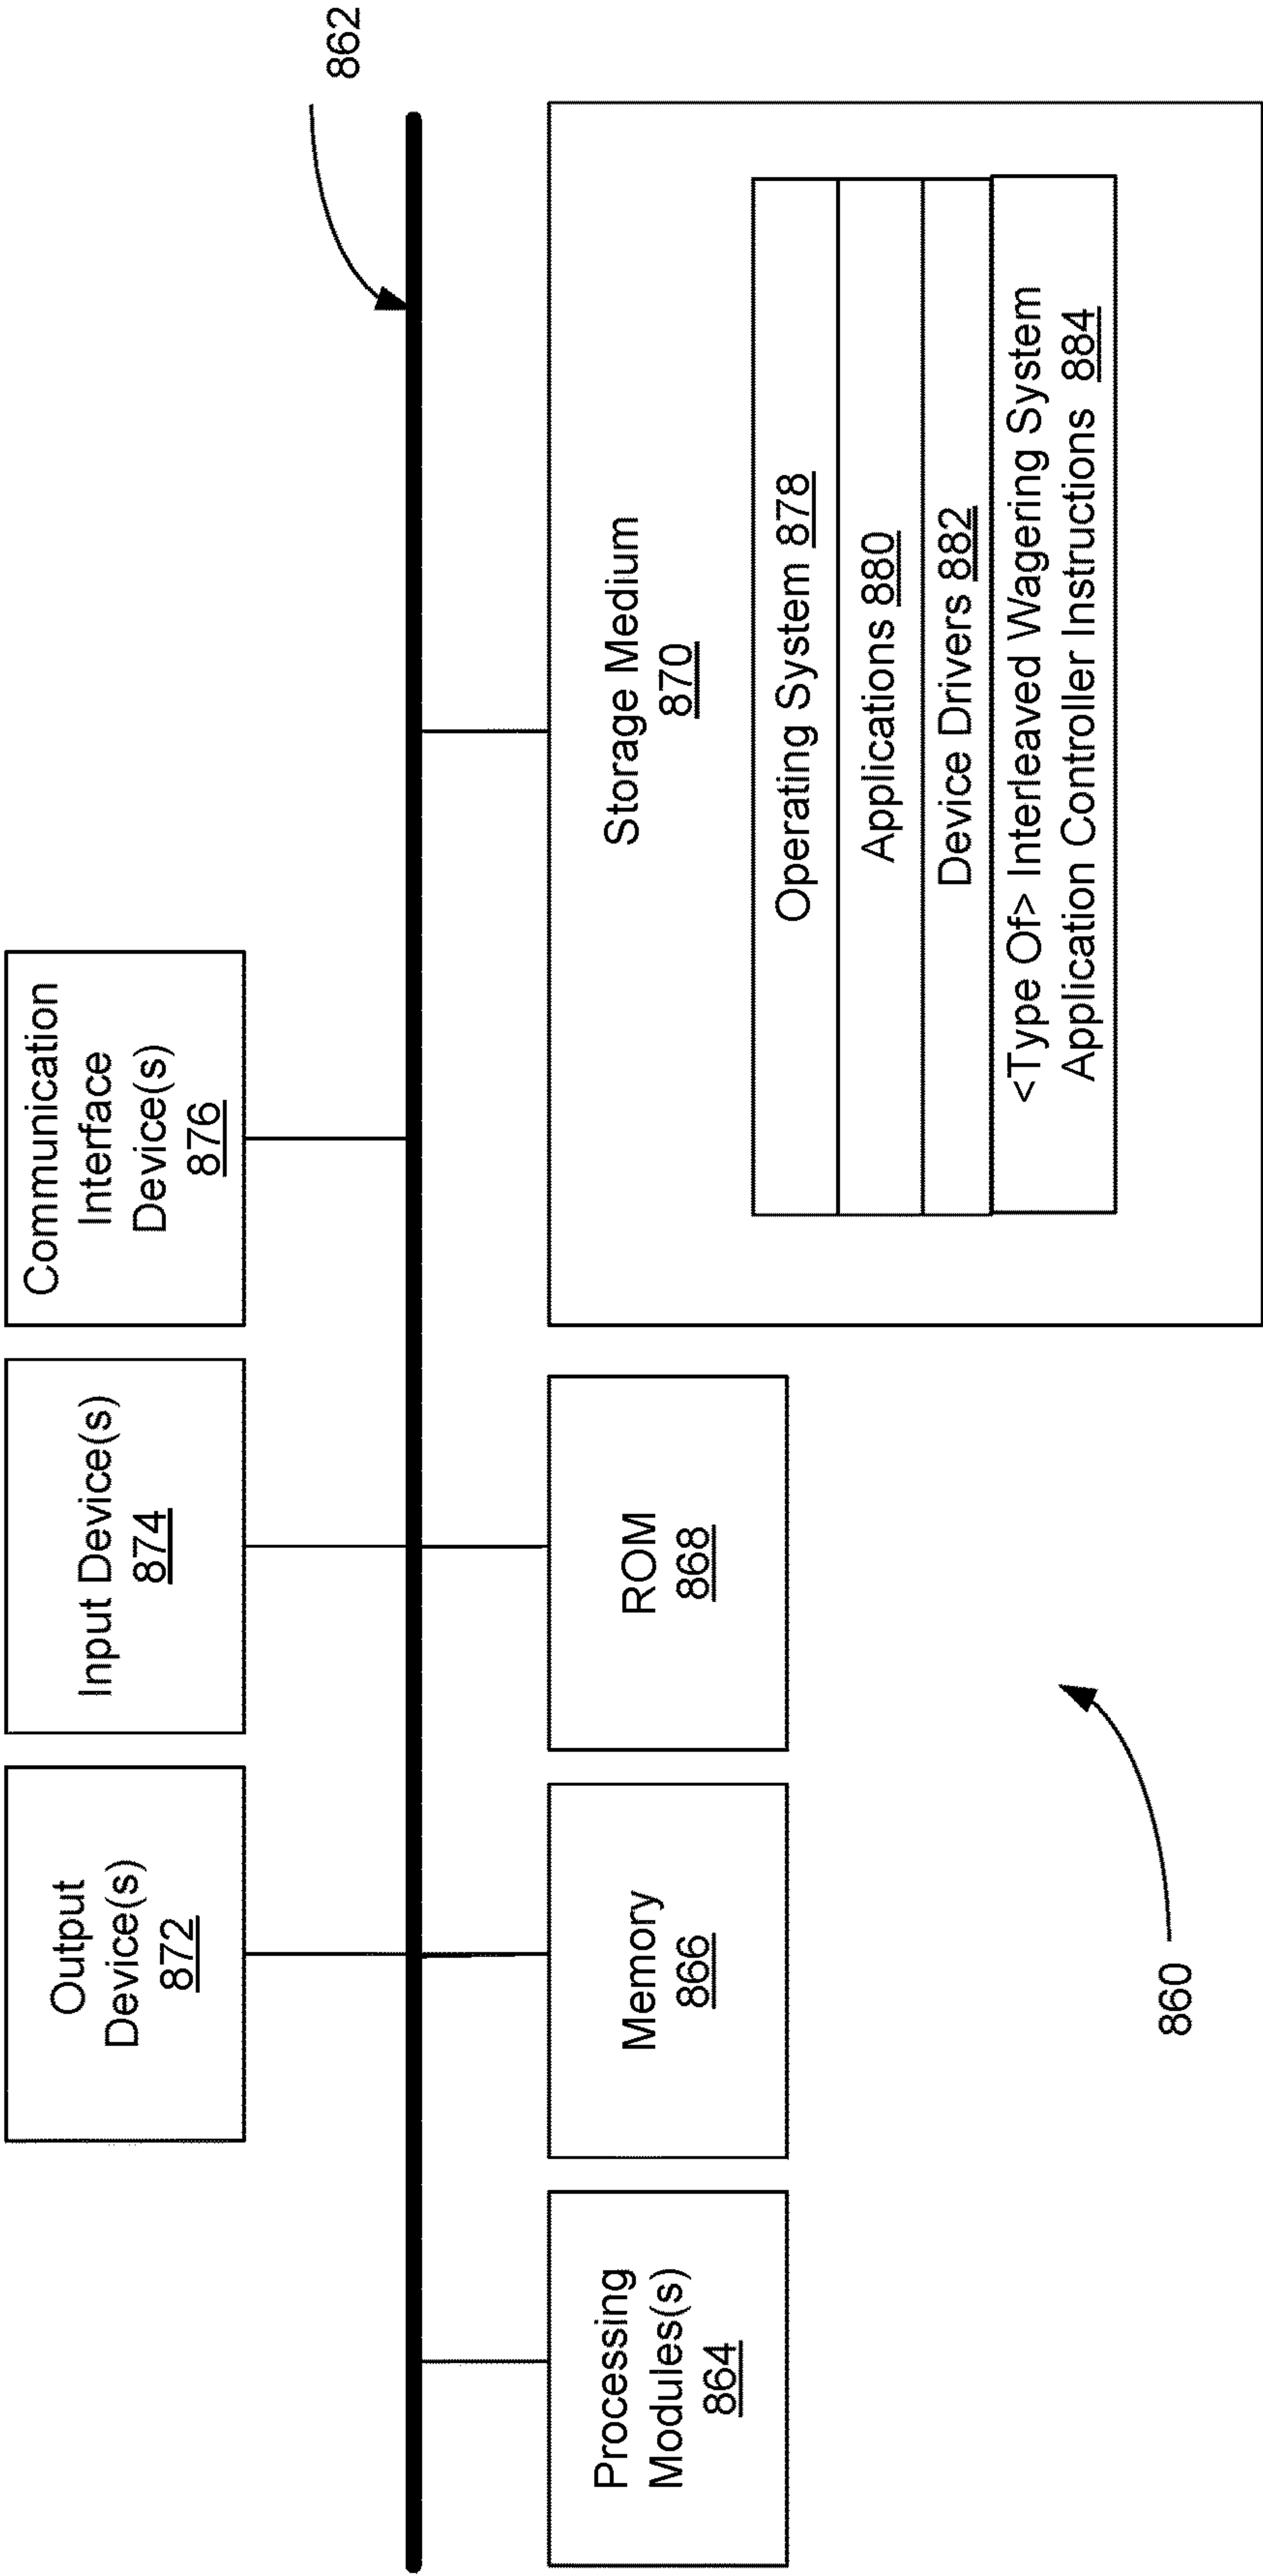 862
Output
Device(s)
872
Input Device(s)
874
Communication
Interface
Device(s)
876
Processing
Modules(s)
864
Memory
866
ROM
868
Storage Medium
870
Operating System 878
Applications 880
Device Drivers 882
<Type Of> Interleaved Wagering System
Application Controller Instructions 884
860